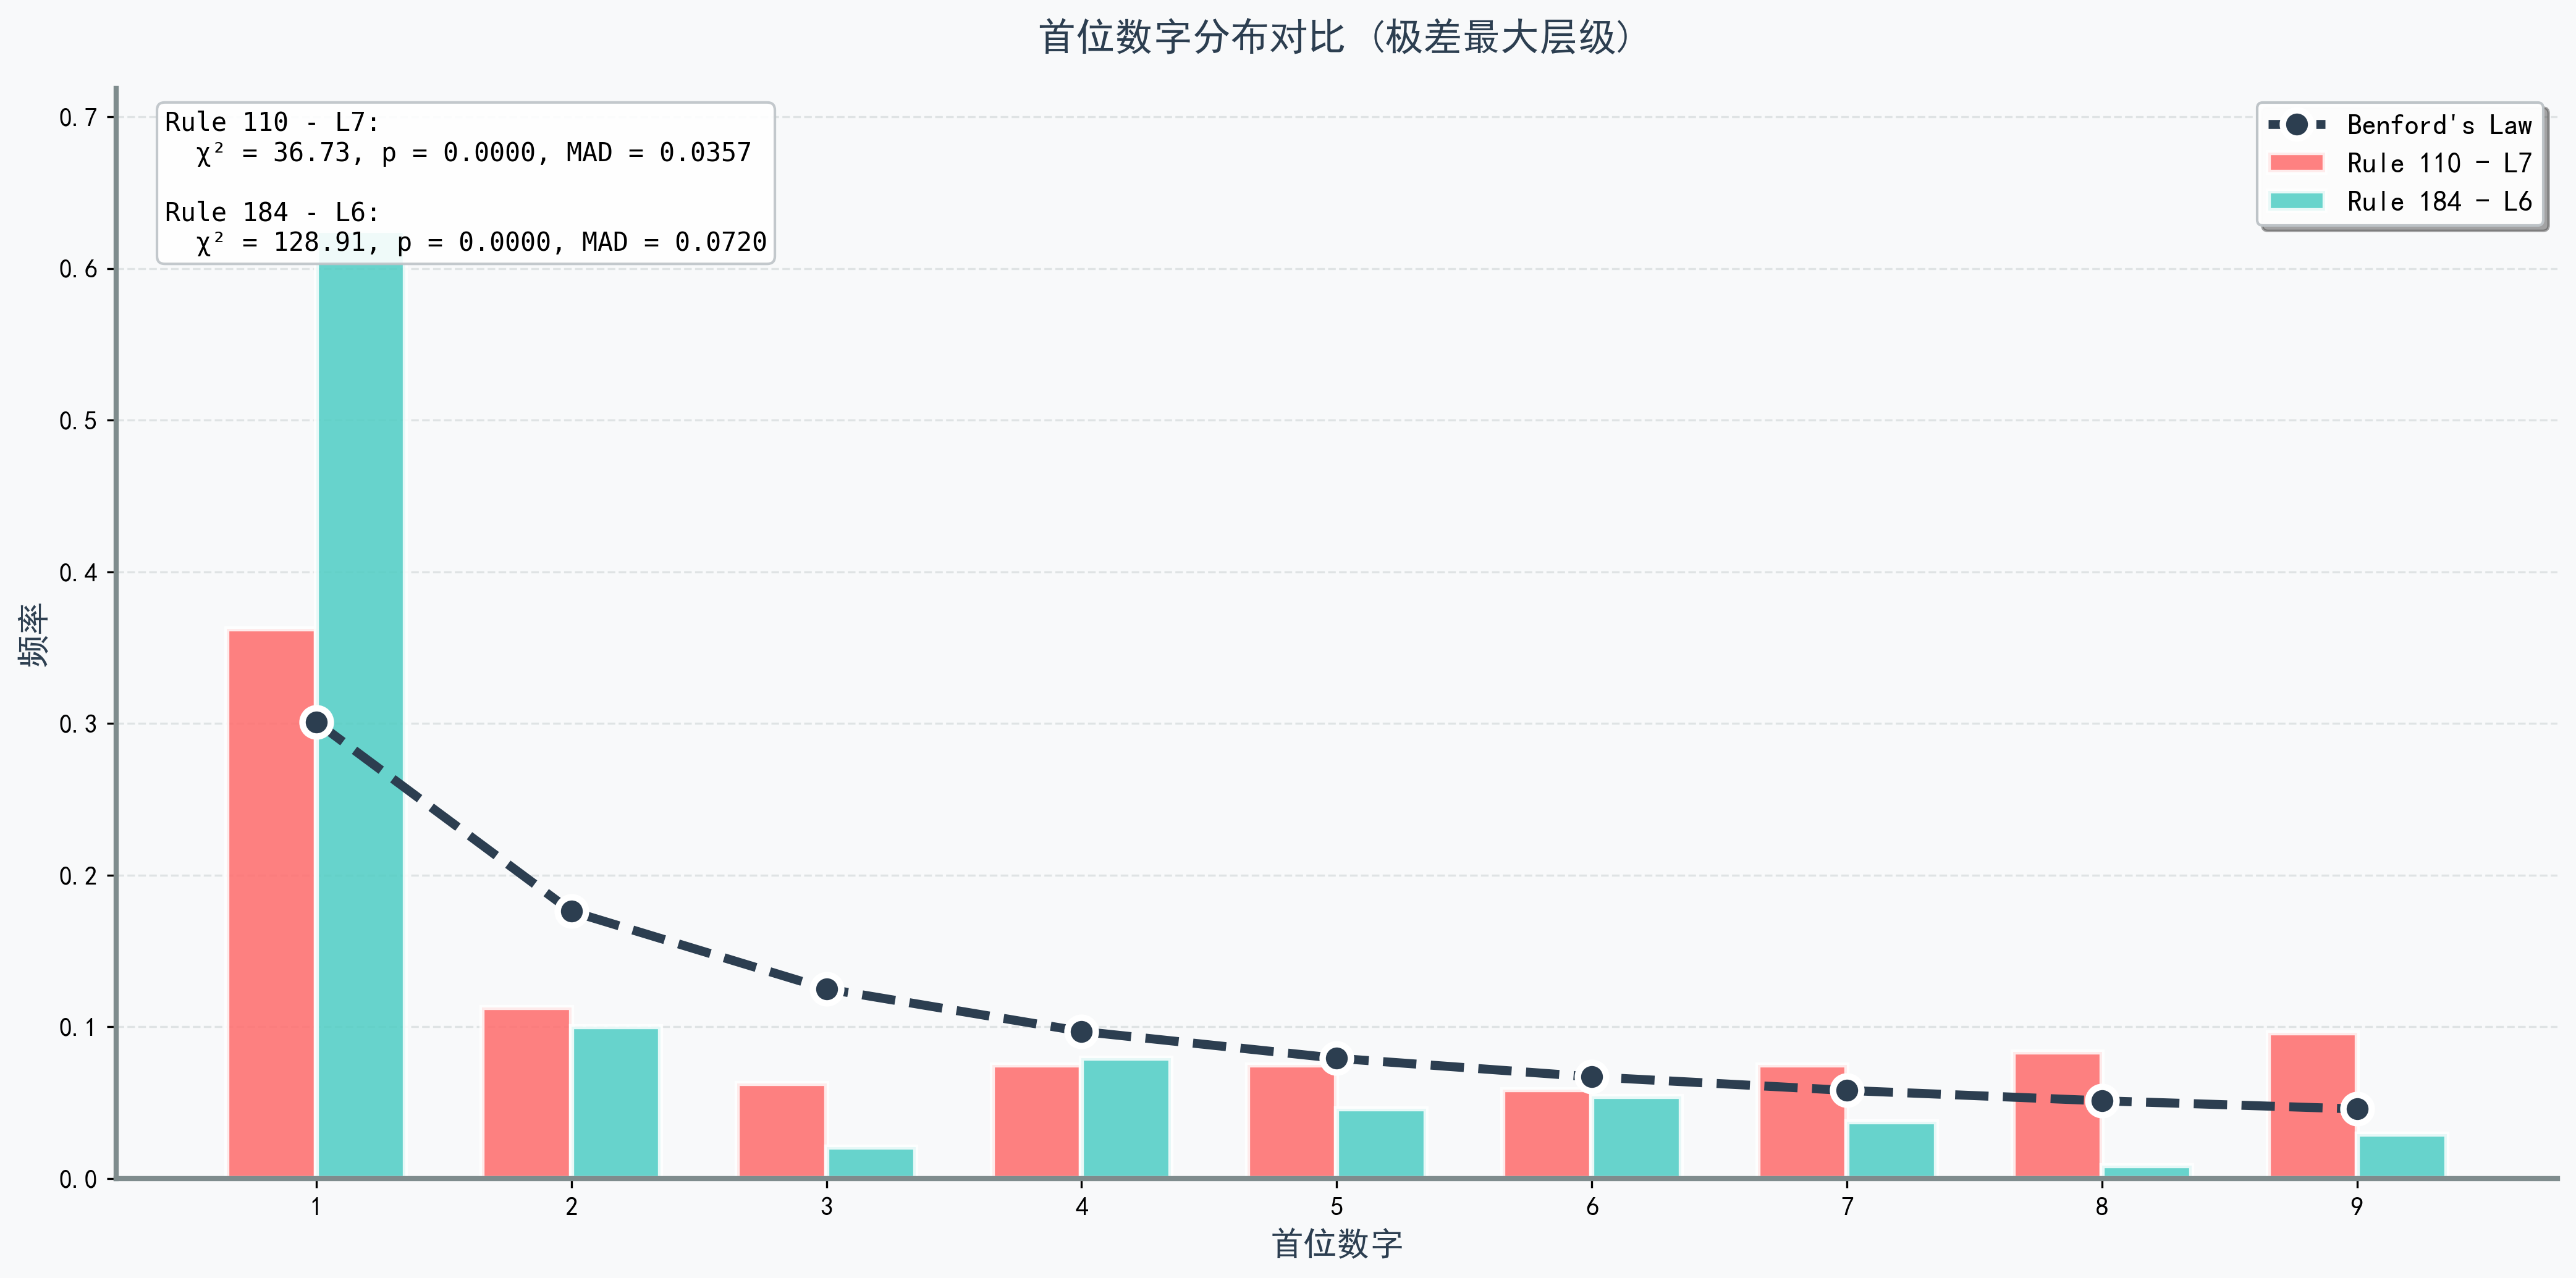 首位数字分布对比 (极差最大层级)
Rule 110 - L7:
χ² = 36.73, p = 0.0000, MAD = 0.0357
Rule 184 - L6:
χ² = 128.91, p = 0.0000, MAD = 0.0720
Benford's Law
Rule 110 - L7
Rule 184 - L6
频率
0.7
0.6
0.5
0.4
0.3
0.2
0.1
0.0
1 2 3 4 5 6 7 8 9
首位数字